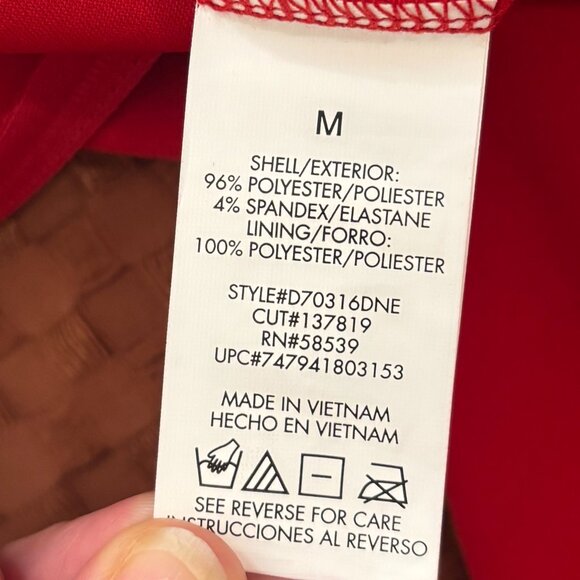 M
SHELL/EXTERIOR:
96% POLYESTER/POLIESTER
4% SPANDEX/ELASTANE
LINING/FORRO:
100% POLYESTER/POLIESTER
STYLE#D70316DNE
CUT#137819
RN#58539
UPC#747941803153
MADE IN VIETNAM
HECHO EN VIETNAM
SEE REVERSE FOR CARE
INSTRUCCIONES AL REVERSO